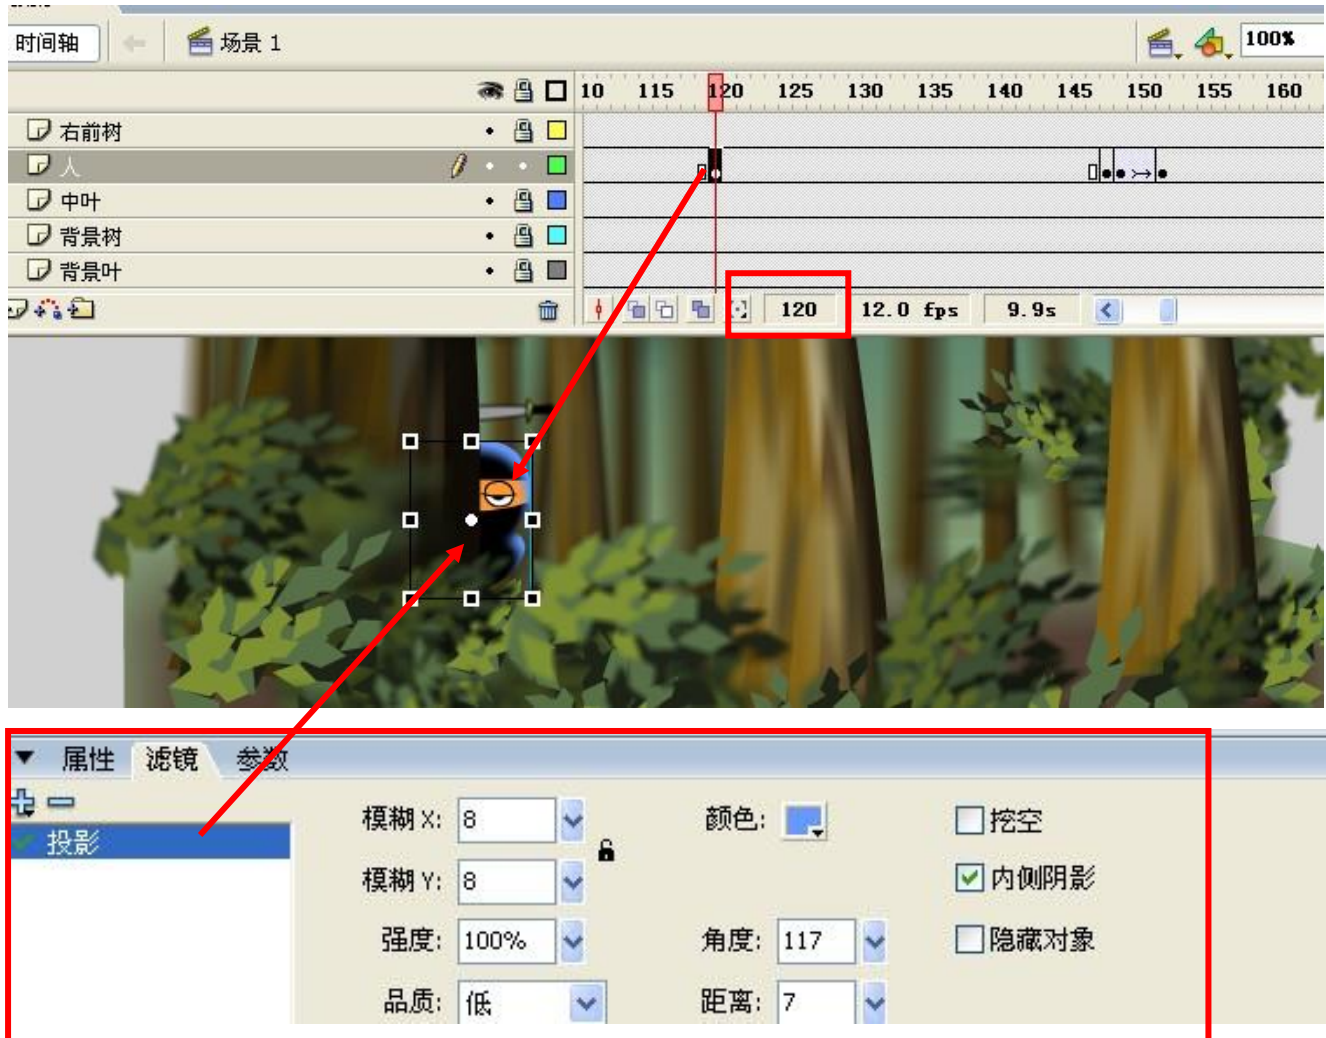 时间轴 场景 1 100%
10 115 120 125 130 135 140 145 150 155 160
右前树
人
中叶
背景树
背景叶
120 12.0 fps 9.9s
属性 滤镜 参数
投影
模糊 X: 8 颜色: 挖空
模糊 Y: 8 内侧阴影
强度: 100% 角度: 117 隐藏对象
品质: 低 距离: 7